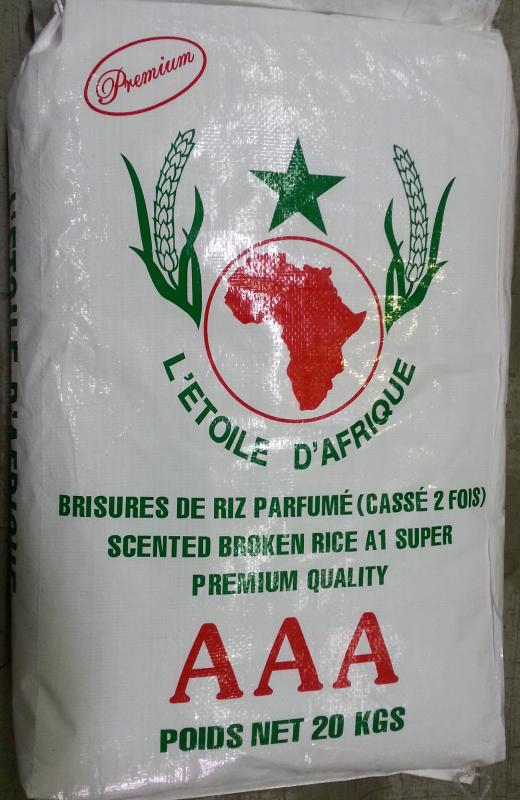 Premium
L'ETOILE D'AFRIQUE
BRISURES DE RIZ PARFUMÉ (CASSÉ 2 FOIS)
SCENTED BROKEN RICE A1 SUPER
PREMIUM QUALITY
AAA
POIDS NET 20 KGS